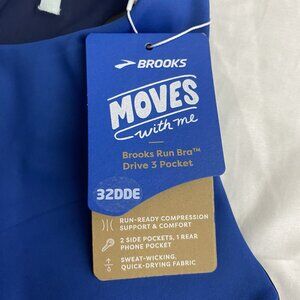 BROOKS
MOVES
with me
Brooks Run Bra™
Drive 3 Pocket
32DDE
RUN-READY COMPRESSION
SUPPORT & COMFORT
2 SIDE POCKETS, 1 REAR
PHONE POCKET
SWEAT-WICKING,
QUICK-DRYING FABRIC